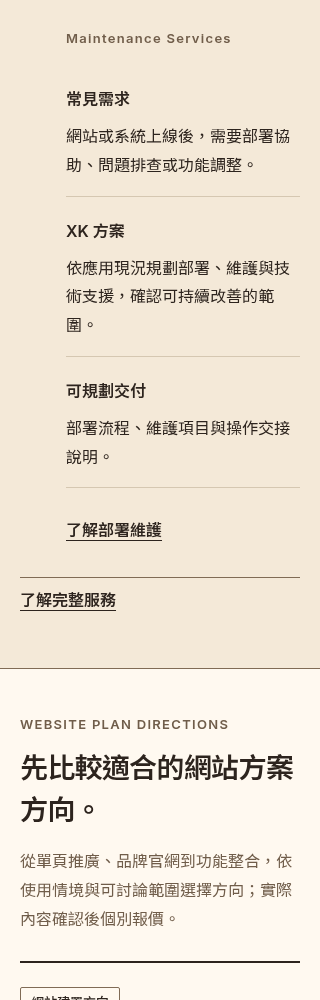 Maintenance Services
常見需求
網站或系統上線後，需要部署協
助、問題排查或功能調整。
XK 方案
依應用現況規劃部署、維護與技
術支援，確認可持續改善的範
圍。
可規劃交付
部署流程、維護項目與操作交接
說明。
了解部署維護
了解完整服務
WEBSITE PLAN DIRECTIONS
先比較適合的網站方案
方向。
從單頁推廣、品牌官網到功能整合，依
使用情境與可討論範圍選擇方向；實際
內容確認後個別報價。
網站建置方向